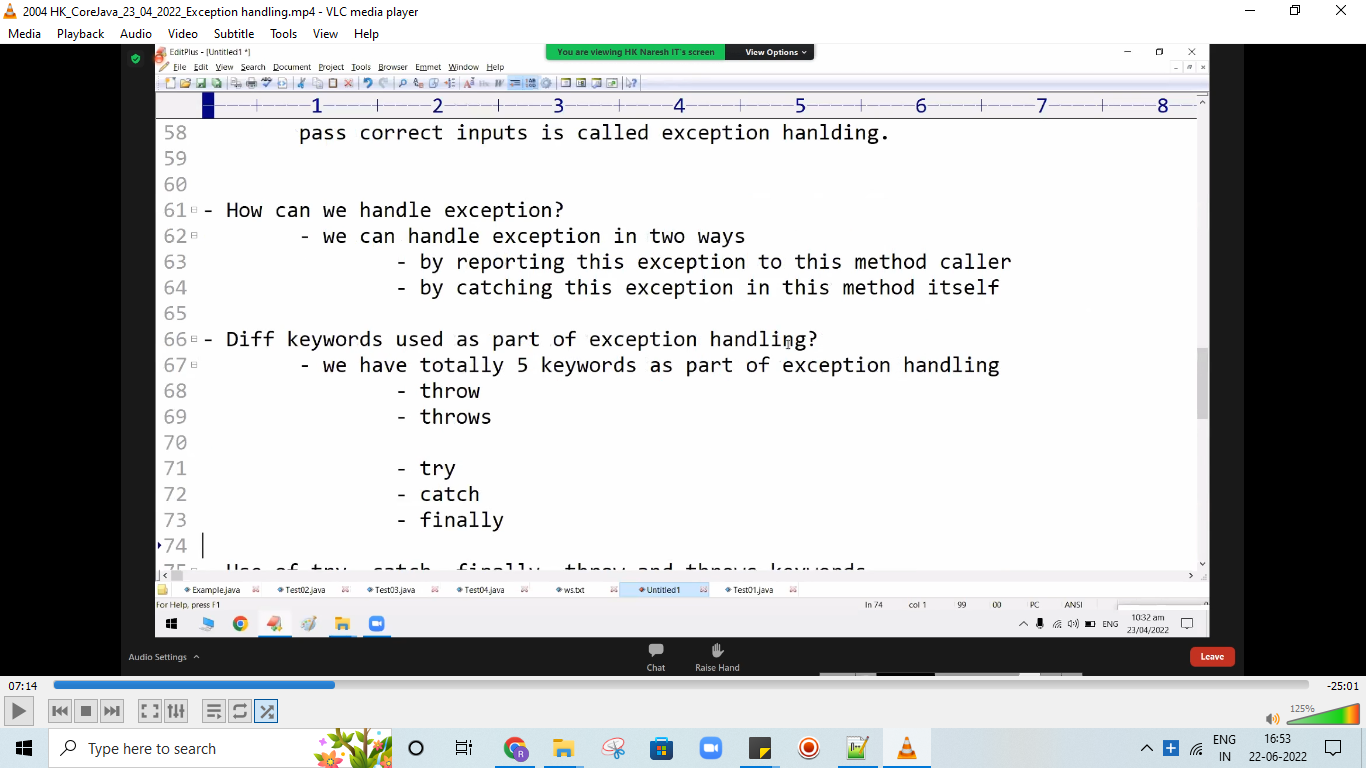 2004 HK_CoreJava_23_04_2022_Exception handling.mp4 - VLC media player
Media Playback Audio Video Subtitle Tools View Help
EditPlus - [Untitled1 *]
You are viewing HK Naresh IT's screen View Options
File Edit View Search Document Project Tools Browser Emmet Window Help
1 2 3 4 5 6 7 8
58 pass correct inputs is called exception hanlding.
59
60
61 - How can we handle exception?
62 - we can handle exception in two ways
63 - by reporting this exception to this method caller
64 - by catching this exception in this method itself
65
66 - Diff keywords used as part of exception handling?
67 - we have totally 5 keywords as part of exception handling
68 - throw
69 - throws
70
71 - try
72 - catch
73 - finally
74
75 Use of try, catch, finally, throw and throws keywords
Example.java Test02.java Test03.java Test04.java ws.txt Untitled1 Test01.java
For Help, press F1 ln 74 col 1 99 00 PC ANSI
ENG 10:32 am
23/04/2022
Audio Settings Chat Raise Hand Leave
07:14 -25:01
125%
Type here to search
ENG 16:53
IN 22-06-2022